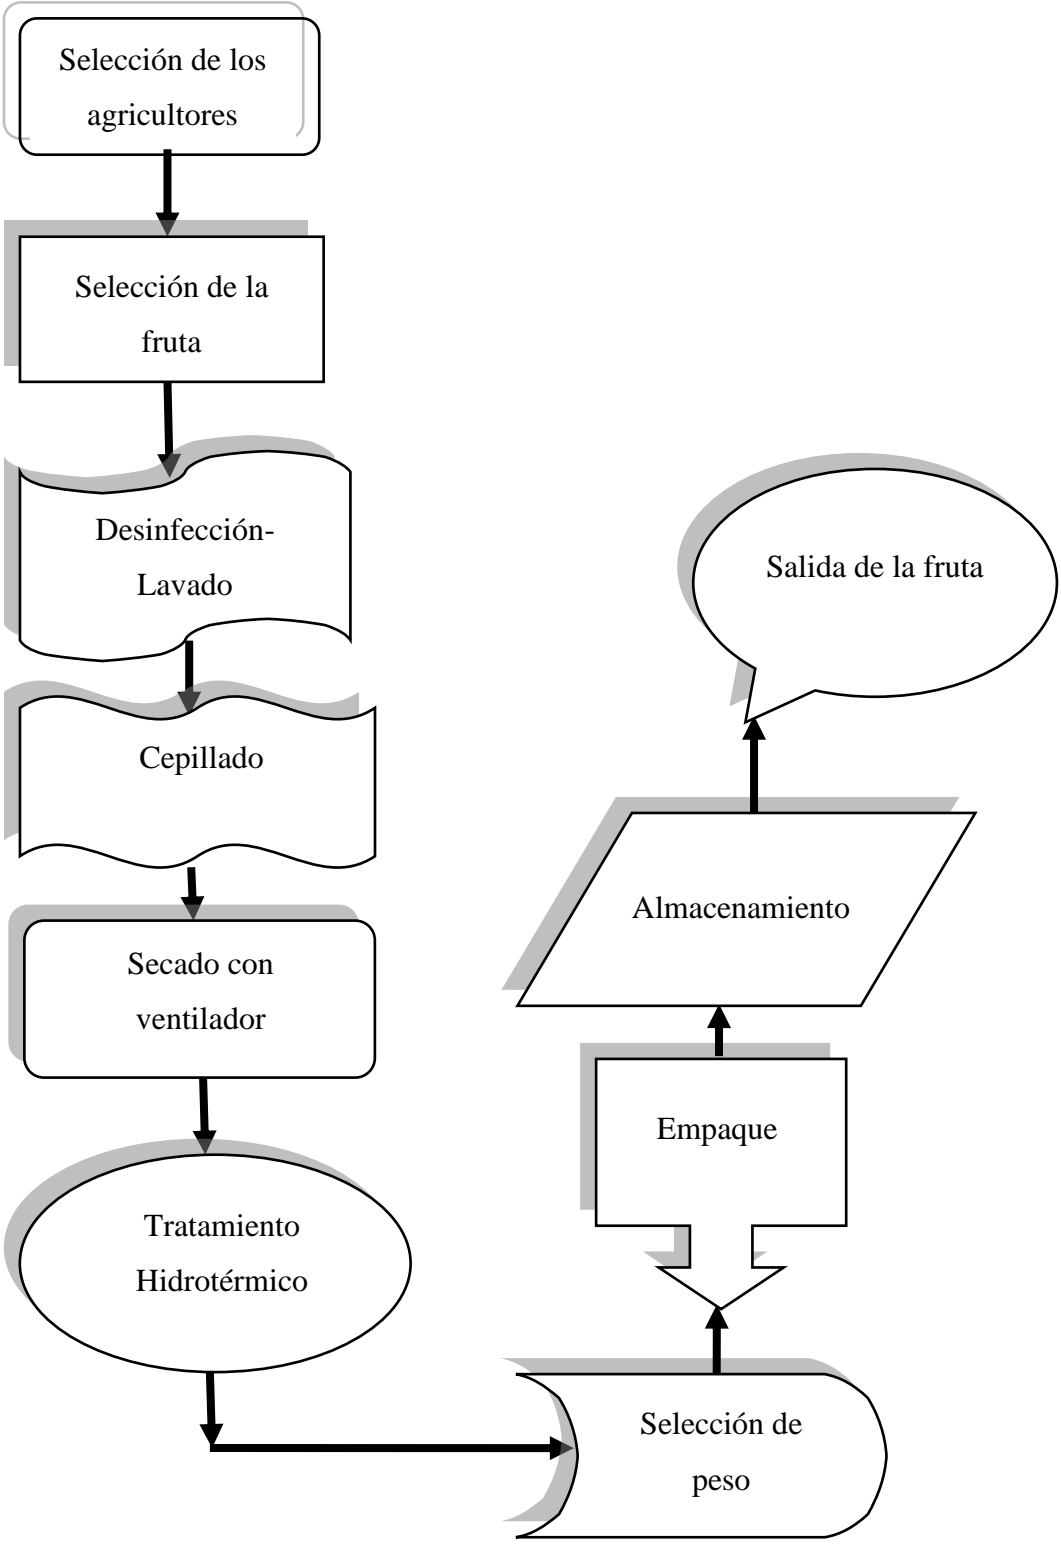 Selección de los
agricultores
Selección de la
fruta
Desinfección-
Lavado
Cepillado
Secado con
ventilador
Tratamiento
Hidrotérmico
Selección de
peso
Empaque
Almacenamiento
Salida de la fruta